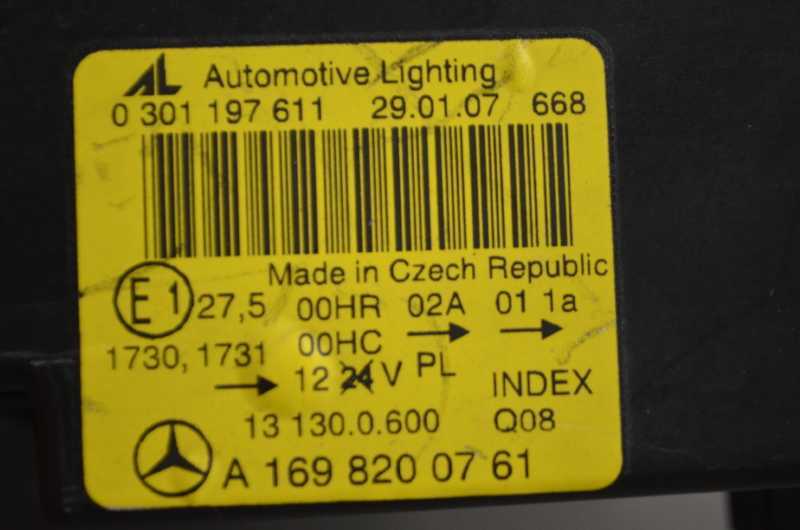 AL Automotive Lighting
0 301 197 611 29.01.07 668
Made in Czech Republic
E1 27,5 00HR 02A 01 1a
1730, 1731 00HC → →
→ 12 24 V PL INDEX
13 130.0.600 Q08
A 169 820 07 61